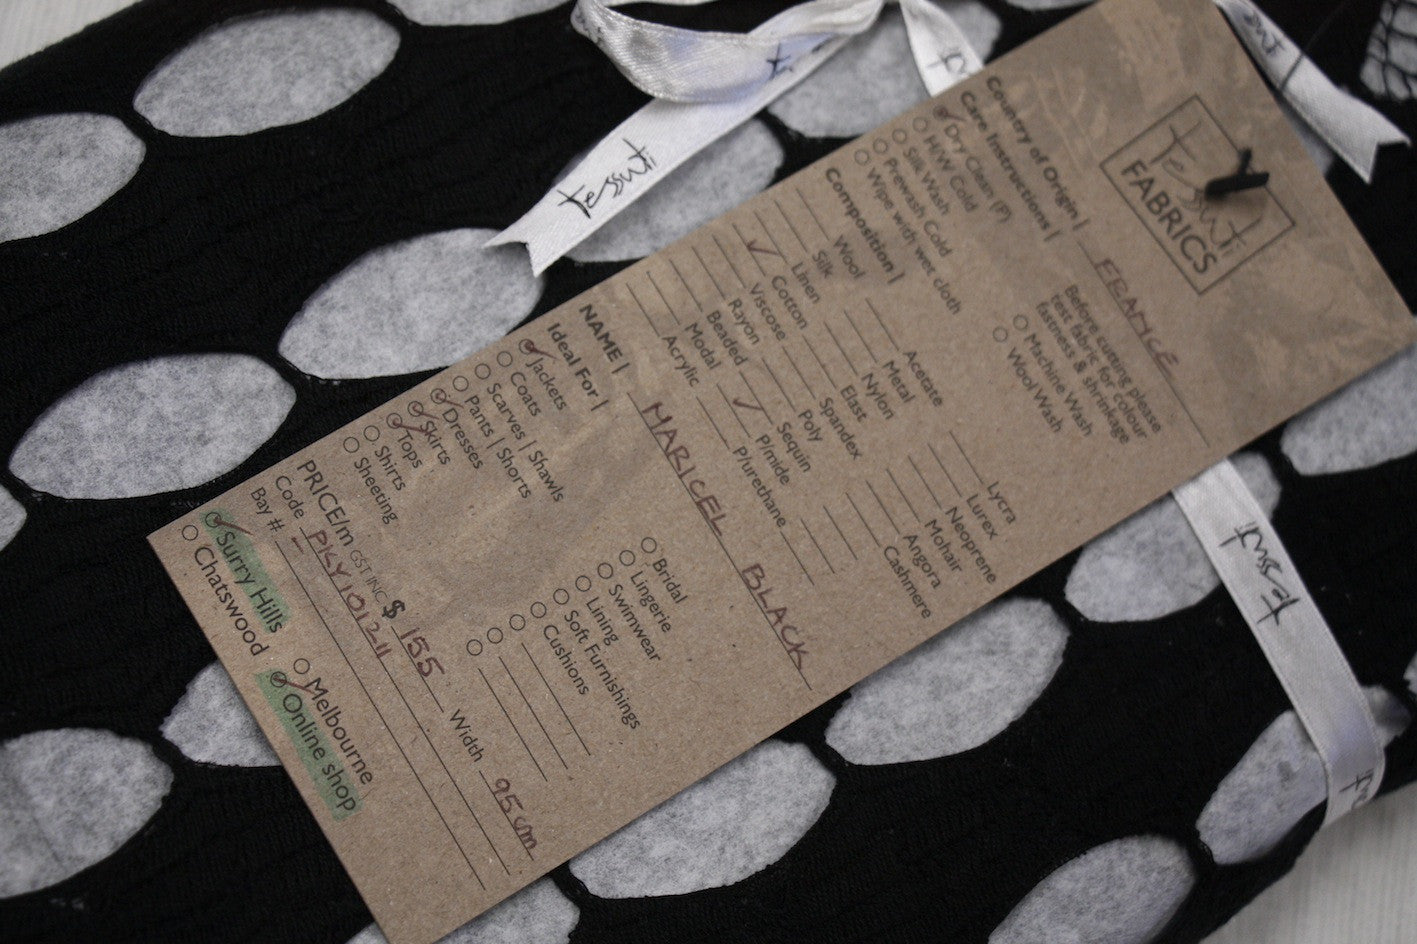 tessuti
FABRICS
Country of Origin | FRANCE
Care Instructions |
Before cutting please
test fabric for colour
fastness & shrinkage
Dry Clean (P)
H/W Cold
Silk Wash
Prewash Cold
Wipe with wet cloth
Machine Wash
Wool Wash
Composition |
Wool
Silk
Linen
Cotton
Viscose
Rayon
Beaded
Modal
Acrylic
Acetate
Metal
Nylon
Elast
Spandex
Poly
Sequin
P/mide
P/urethane
Lycra
Lurex
Neoprene
Mohair
Angora
Cashmere
NAME | MARICEL BLACK
Ideal For |
Jackets
Coats
Scarves | Shawls
Pants | Shorts
Dresses
Skirts
Tops
Shirts
Sheeting
Bridal
Lingerie
Swimwear
Lining
Soft Furnishings
Cushions
PRICE/m GST INC $ 155 Width 95cm
Code PKY101211
Bay # –
Surry Hills
Chatswood
Melbourne
Online shop
tessuti
tessuti